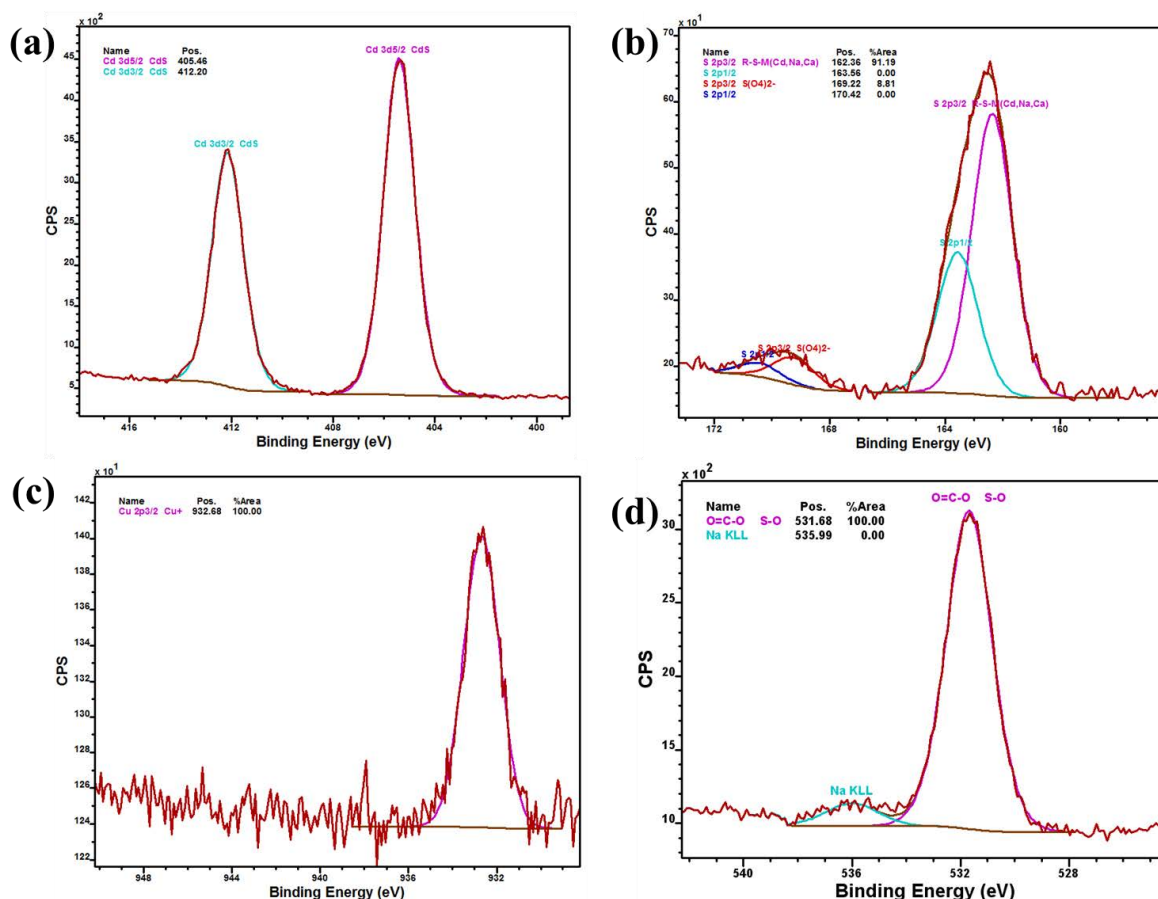 (a)
x 10²
Name Pos.
Cd 3d5/2 CdS 405.46
Cd 3d3/2 CdS 412.20
Cd 3d5/2 CdS
Cd 3d3/2 CdS
45
40
35
30
25
20
15
10
5
CPS
416 412 408 404 400
Binding Energy (eV)
(b)
x 10¹
Name Pos. %Area
S 2p3/2 R-S-M(Cd,Na,Ca) 162.36 91.19
S 2p1/2 163.56 0.00
S 2p3/2 S(O4)2- 169.22 8.81
S 2p1/2 170.42 0.00
S 2p3/2 R-S-M(Cd,Na,Ca)
S 2p1/2
S 2p3/2 S(O4)2-
70
60
50
40
30
20
CPS
172 168 164 160
Binding Energy (eV)
(c)
x 10¹
Name Pos. %Area
Cu 2p3/2 Cu+ 932.68 100.00
142
140
138
136
134
132
130
128
126
124
122
CPS
948 944 940 936 932
Binding Energy (eV)
(d)
x 10²
Name Pos. %Area
O=C-O S-O 531.68 100.00
Na KLL 535.99 0.00
O=C-O S-O
Na KLL
30
25
20
15
10
CPS
540 536 532 528
Binding Energy (eV)